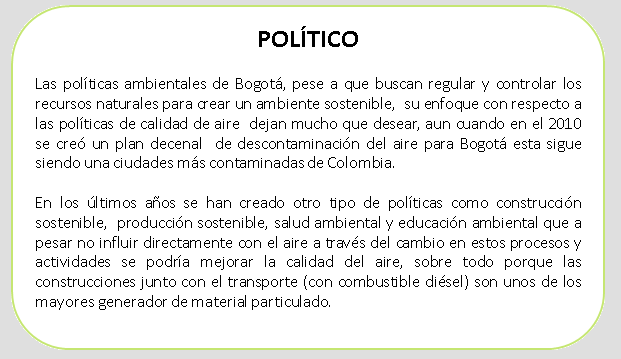 POLÍTICO
Las políticas ambientales de Bogotá, pese a que buscan regular y controlar los
recursos naturales para crear un ambiente sostenible, su enfoque con respecto a
las políticas de calidad de aire dejan mucho que desear, aun cuando en el 2010
se creó un plan decenal de descontaminación del aire para Bogotá esta sigue
siendo una ciudades más contaminadas de Colombia.
En los últimos años se han creado otro tipo de políticas como construcción
sostenible, producción sostenible, salud ambiental y educación ambiental que a
pesar no influir directamente con el aire a través del cambio en estos procesos y
actividades se podría mejorar la calidad del aire, sobre todo porque las
construcciones junto con el transporte (con combustible diésel) son unos de los
mayores generador de material particulado.